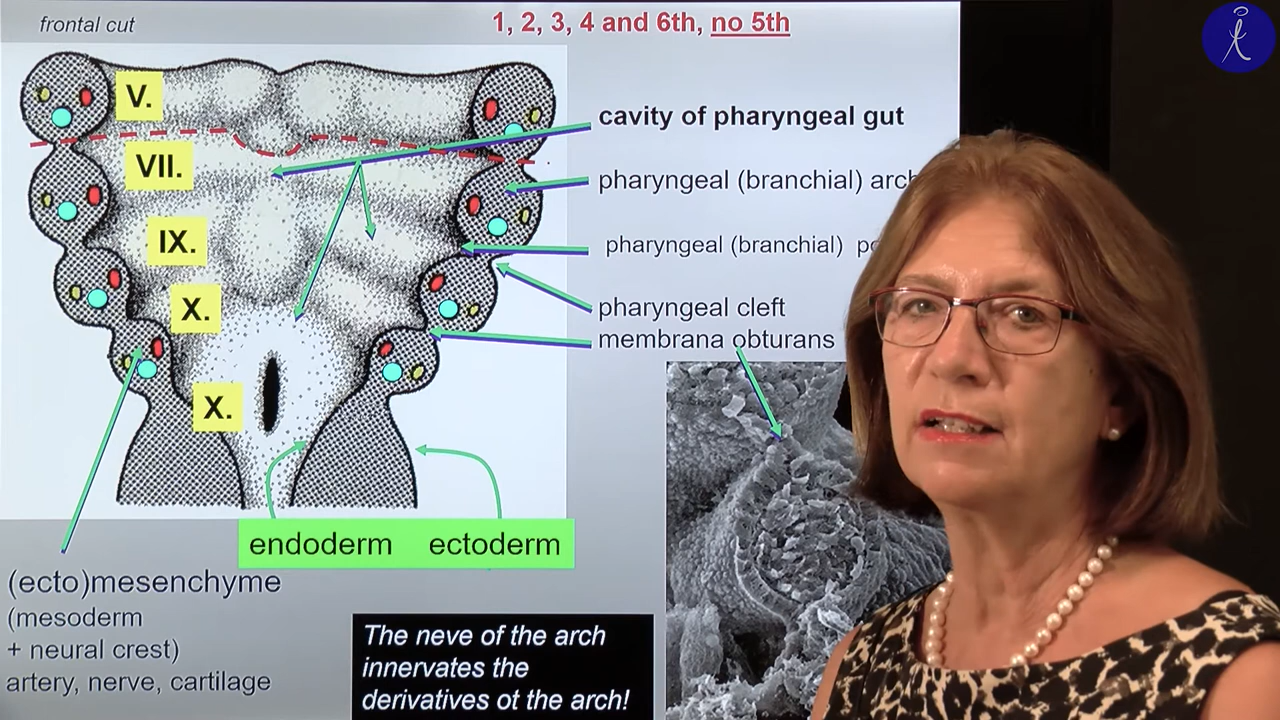 frontal cut
1, 2, 3, 4 and 6th, no 5th
V.
VII.
IX.
X.
X.
cavity of pharyngeal gut
pharyngeal (branchial) arch
pharyngeal (branchial)
pharyngeal cleft
membrana obturans
endoderm ectoderm
(ecto)mesenchyme
(mesoderm
+ neural crest)
artery, nerve, cartilage
The neve of the arch
innervates the
derivatives ot the arch!